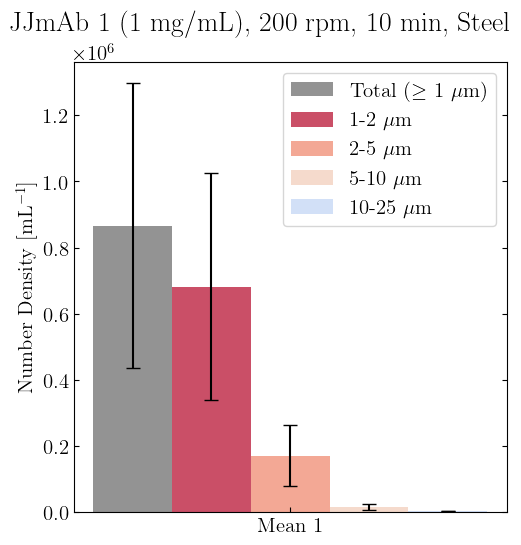 JJmAb 1 (1 mg/mL), 200 rpm, 10 min, Steel
×10⁶
Total (≥ 1 μm)
1-2 μm
2-5 μm
5-10 μm
10-25 μm
Number Density [mL⁻¹]
1.2
1.0
0.8
0.6
0.4
0.2
0.0
Mean 1